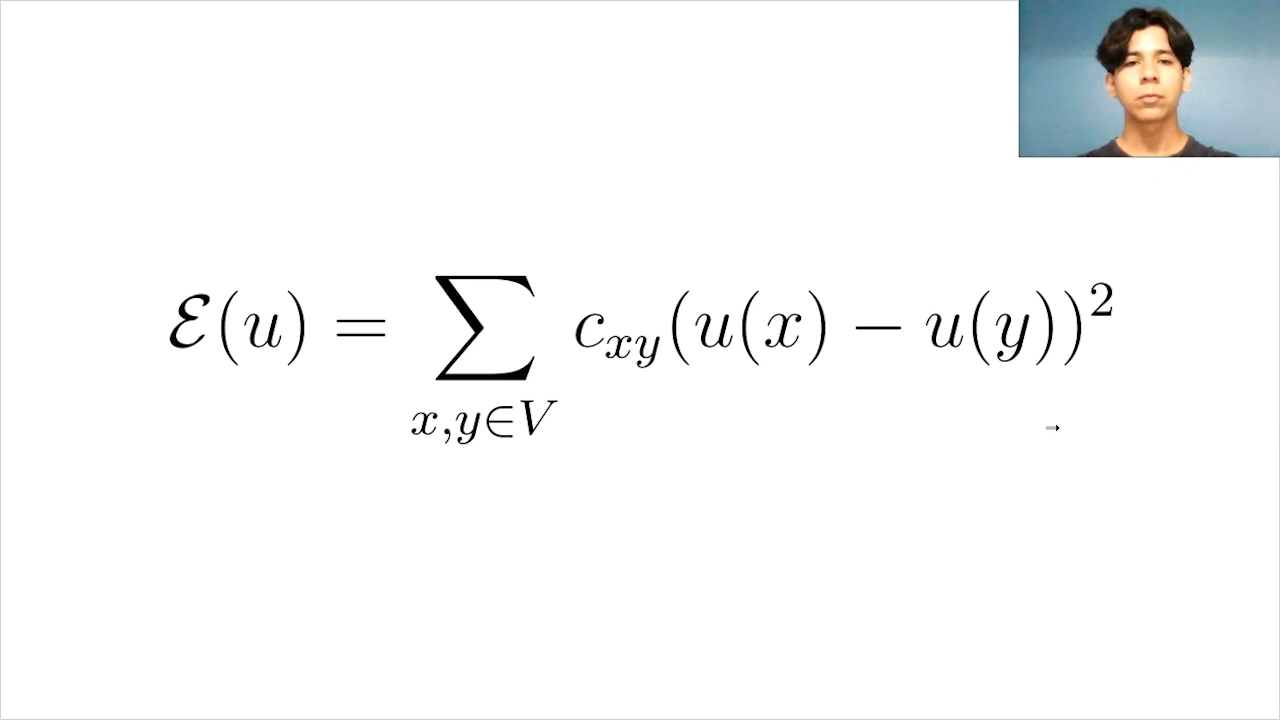 ℰ(u) = ∑ c_{xy}(u(x) − u(y))²
x,y∈V